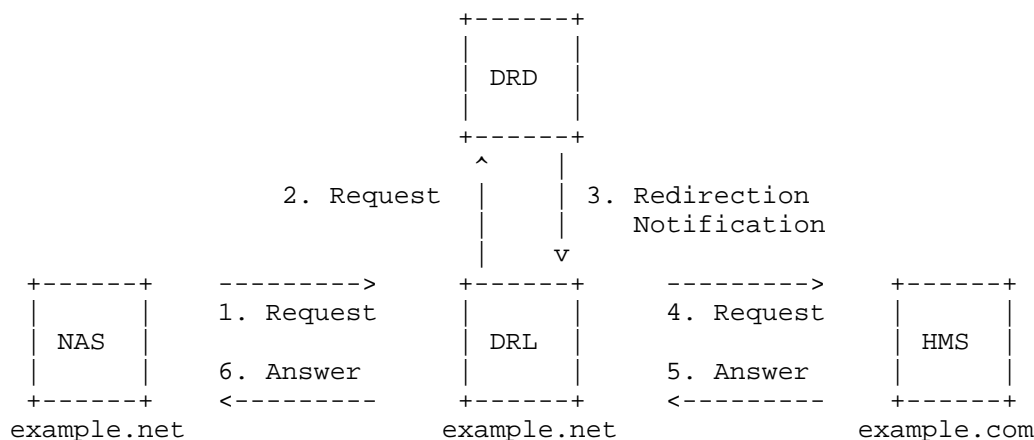 DRD
2. Request
3. Redirection
Notification
1. Request
4. Request
NAS
DRL
HMS
6. Answer
5. Answer
example.net
example.net
example.com